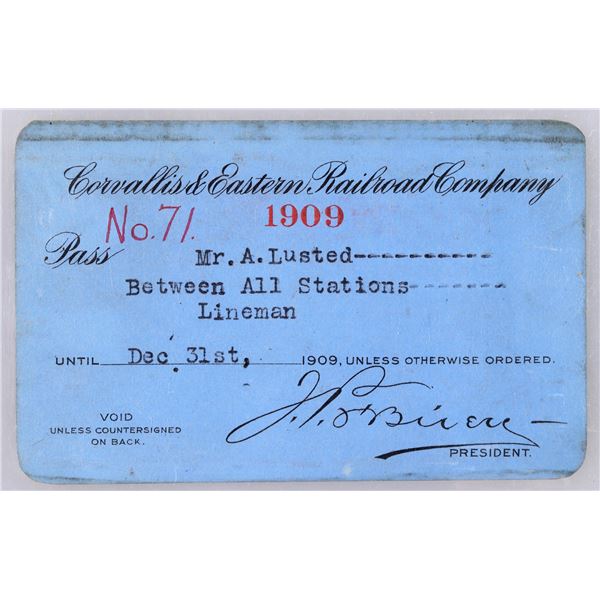 Corvallis & Eastern Railroad Company
No. 71. 1909
Pass Mr. A. Lusted----------
Between All Stations-------
Lineman
UNTIL Dec 31st, 1909, UNLESS OTHERWISE ORDERED.
VOID
UNLESS COUNTERSIGNED
ON BACK.
PRESIDENT.